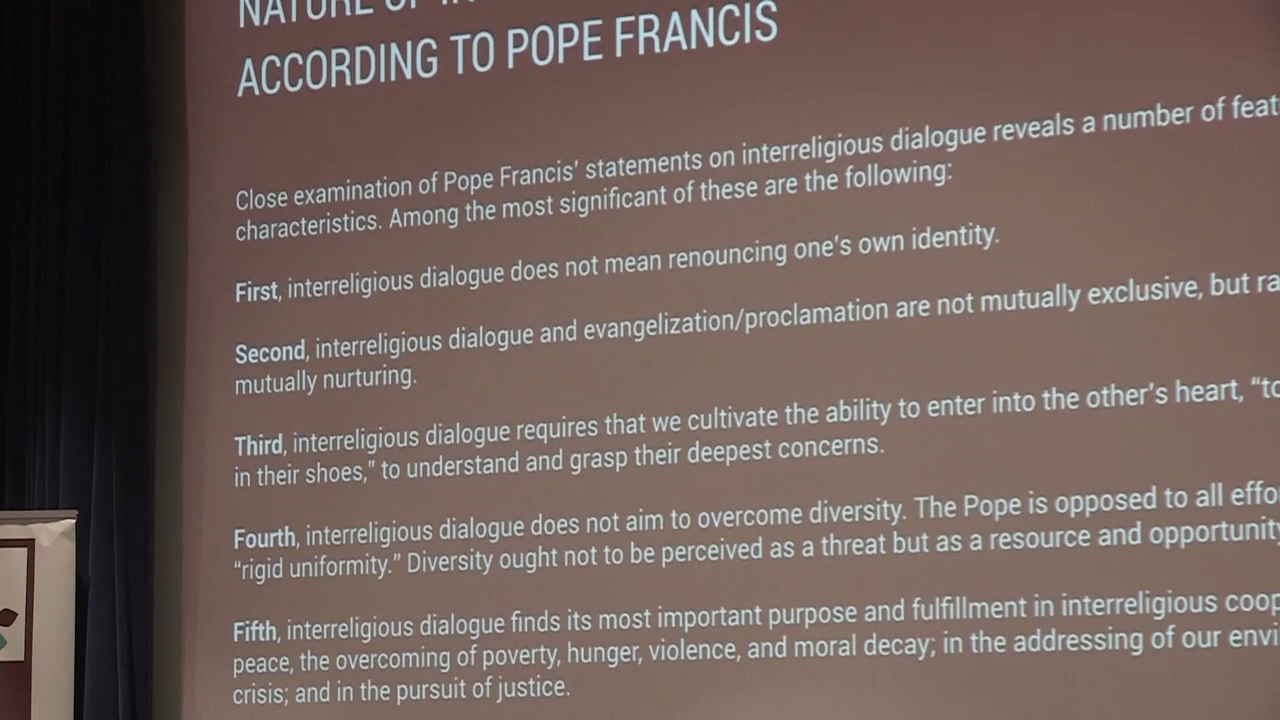 NATURE OF
ACCORDING TO POPE FRANCIS
Close examination of Pope Francis' statements on interreligious dialogue reveals a number of
characteristics. Among the most significant of these are the following:
First, interreligious dialogue does not mean renouncing one's own identity.
Second, interreligious dialogue and evangelization/proclamation are not mutually exclusive, but
mutually nurturing.
Third, interreligious dialogue requires that we cultivate the ability to enter into the other's heart, "to
in their shoes," to understand and grasp their deepest concerns.
Fourth, interreligious dialogue does not aim to overcome diversity. The Pope is opposed to all
"rigid uniformity." Diversity ought not to be perceived as a threat but as a resource and opportunity
Fifth, interreligious dialogue finds its most important purpose and fulfillment in interreligious
peace, the overcoming of poverty, hunger, violence, and moral decay; in the addressing of our
crisis; and in the pursuit of justice.